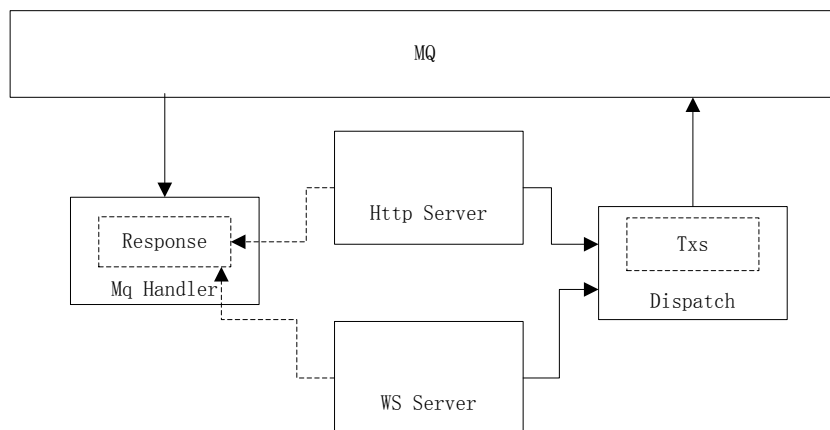 MQ
Http Server
Response
Txs
Mq Handler
Dispatch
WS Server